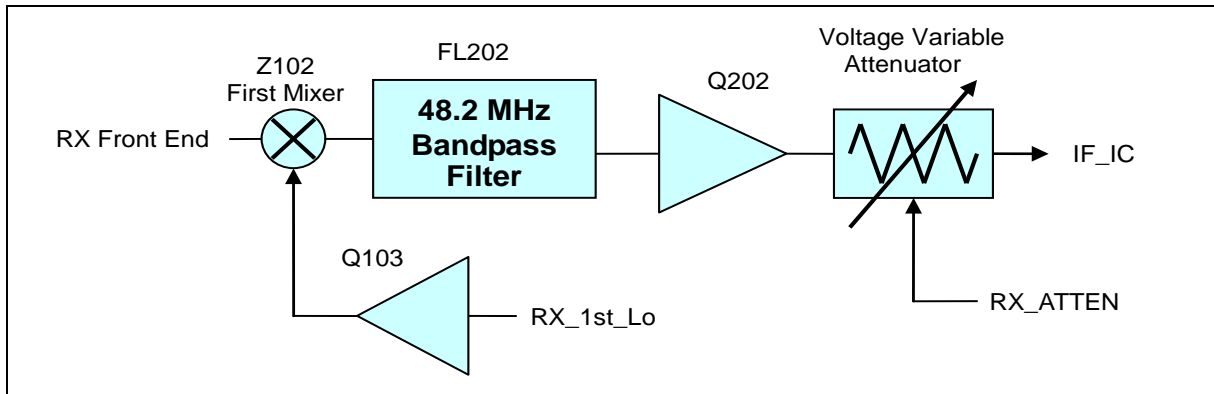 Z102
First Mixer
FL202
Q202
Voltage Variable
Attenuator
RX Front End
48.2 MHz
Bandpass
Filter
IF_IC
Q103
RX_1st_Lo
RX_ATTEN